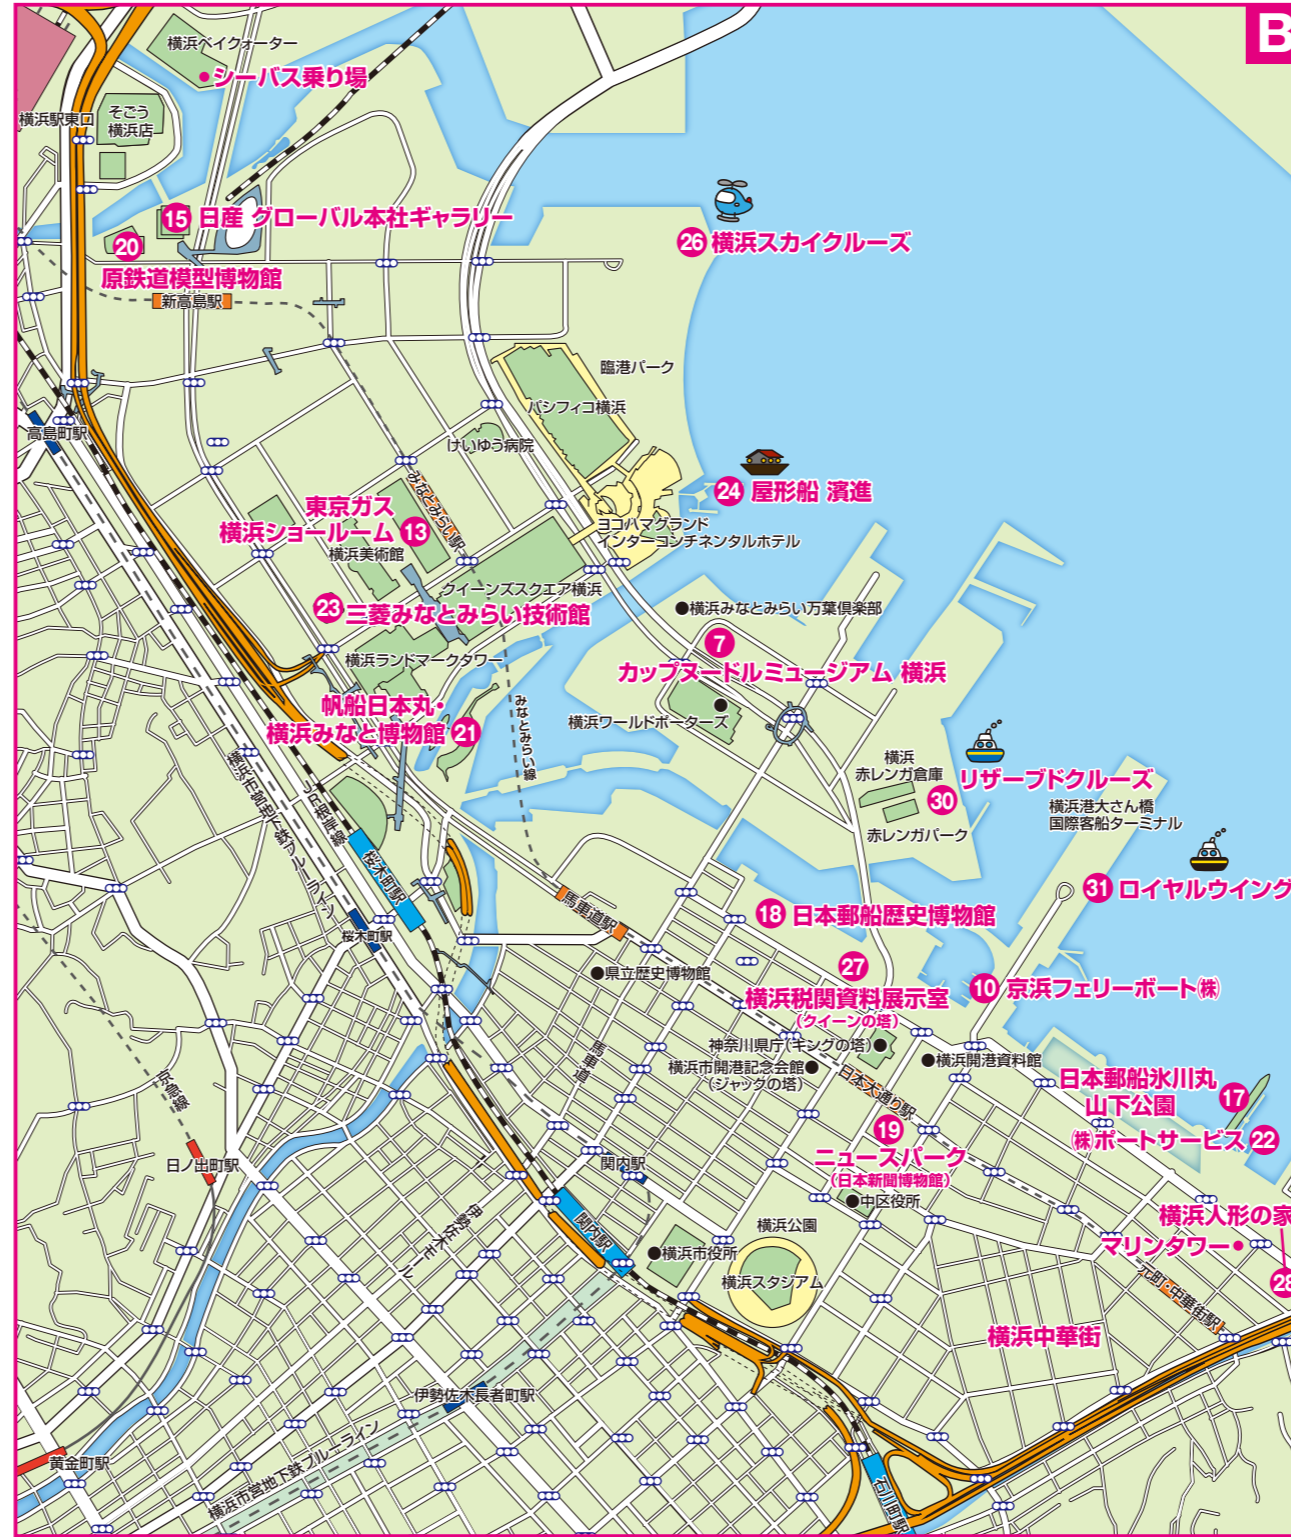 B
横浜ベイクォーター
シーバス乗り場
横浜駅東口
そごう
横浜店
15 日産 グローバル本社ギャラリー
20
原鉄道模型博物館
新高島駅
26 横浜スカイクルーズ
臨港パーク
パシフィコ横浜
高島町駅
けいゆう病院
みなとみらい駅
24 屋形船 濱進
東京ガス
横浜ショールーム 13
横浜美術館
ヨコハマグランド
インターコンチネンタルホテル
クイーンズスクエア横浜
23 三菱みなとみらい技術館
横浜みなとみらい万葉倶楽部
7
カップヌードルミュージアム 横浜
横浜ランドマークタワー
帆船日本丸・
横浜みなと博物館 21
みなとみらい線
横浜ワールドポーターズ
横浜
赤レンガ倉庫
30 リザーブドクルーズ
赤レンガパーク
横浜港大さん橋
国際客船ターミナル
31 ロイヤルウイング
横浜市営地下鉄ブルーライン
JR根岸線
桜木町駅
桜木町駅
馬車道駅
18 日本郵船歴史博物館
県立歴史博物館
27
横浜税関資料展示室
(クイーンの塔)
10 京浜フェリーボート㈱
神奈川県庁(キングの塔)
横浜市開港記念会館
(ジャックの塔)
横浜開港資料館
馬車道
日本大通り駅
日本郵船氷川丸 17
山下公園
㈱ポートサービス 22
京急線
日ノ出町駅
19
ニュースパーク
(日本新聞博物館)
関内駅
関内駅
中区役所
伊勢佐木モール
横浜公園
横浜市役所
横浜スタジアム
横浜人形の家
マリンタワー
28
元町・中華街駅
横浜中華街
伊勢佐木長者町駅
黄金町駅
横浜市営地下鉄ブルーライン
石川町駅